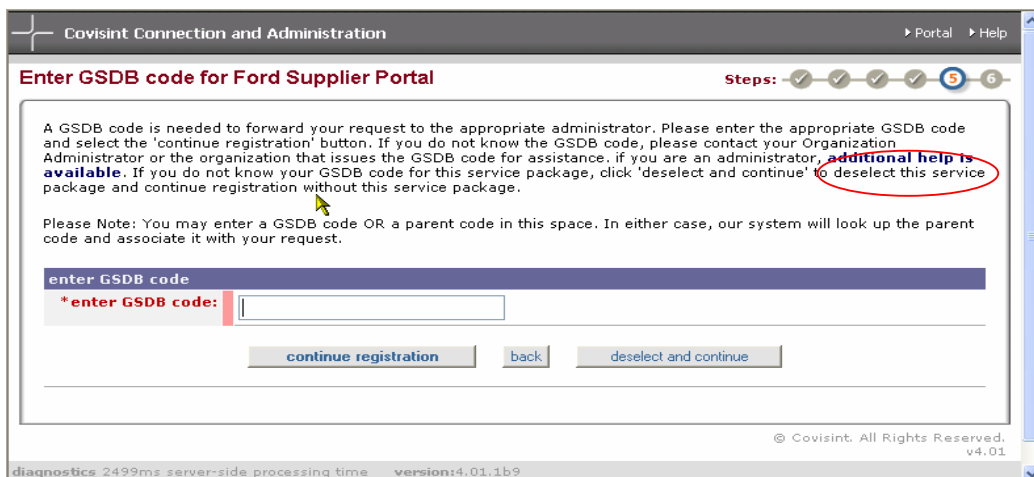 Covisint Connection and Administration
Portal Help
Enter GSDB code for Ford Supplier Portal
Steps: 5 6
A GSDB code is needed to forward your request to the appropriate administrator. Please enter the appropriate GSDB code
and select the 'continue registration' button. If you do not know the GSDB code, please contact your Organization
Administrator or the organization that issues the GSDB code for assistance. if you are an administrator, additional help is
available. If you do not know your GSDB code for this service package, click 'deselect and continue' to deselect this service
package and continue registration without this service package.
Please Note: You may enter a GSDB code OR a parent code in this space. In either case, our system will look up the parent
code and associate it with your request.
enter GSDB code
*enter GSDB code:
continue registration back deselect and continue
© Covisint. All Rights Reserved.
v4.01
diagnostics 2499ms server-side processing time version:4.01.1b9